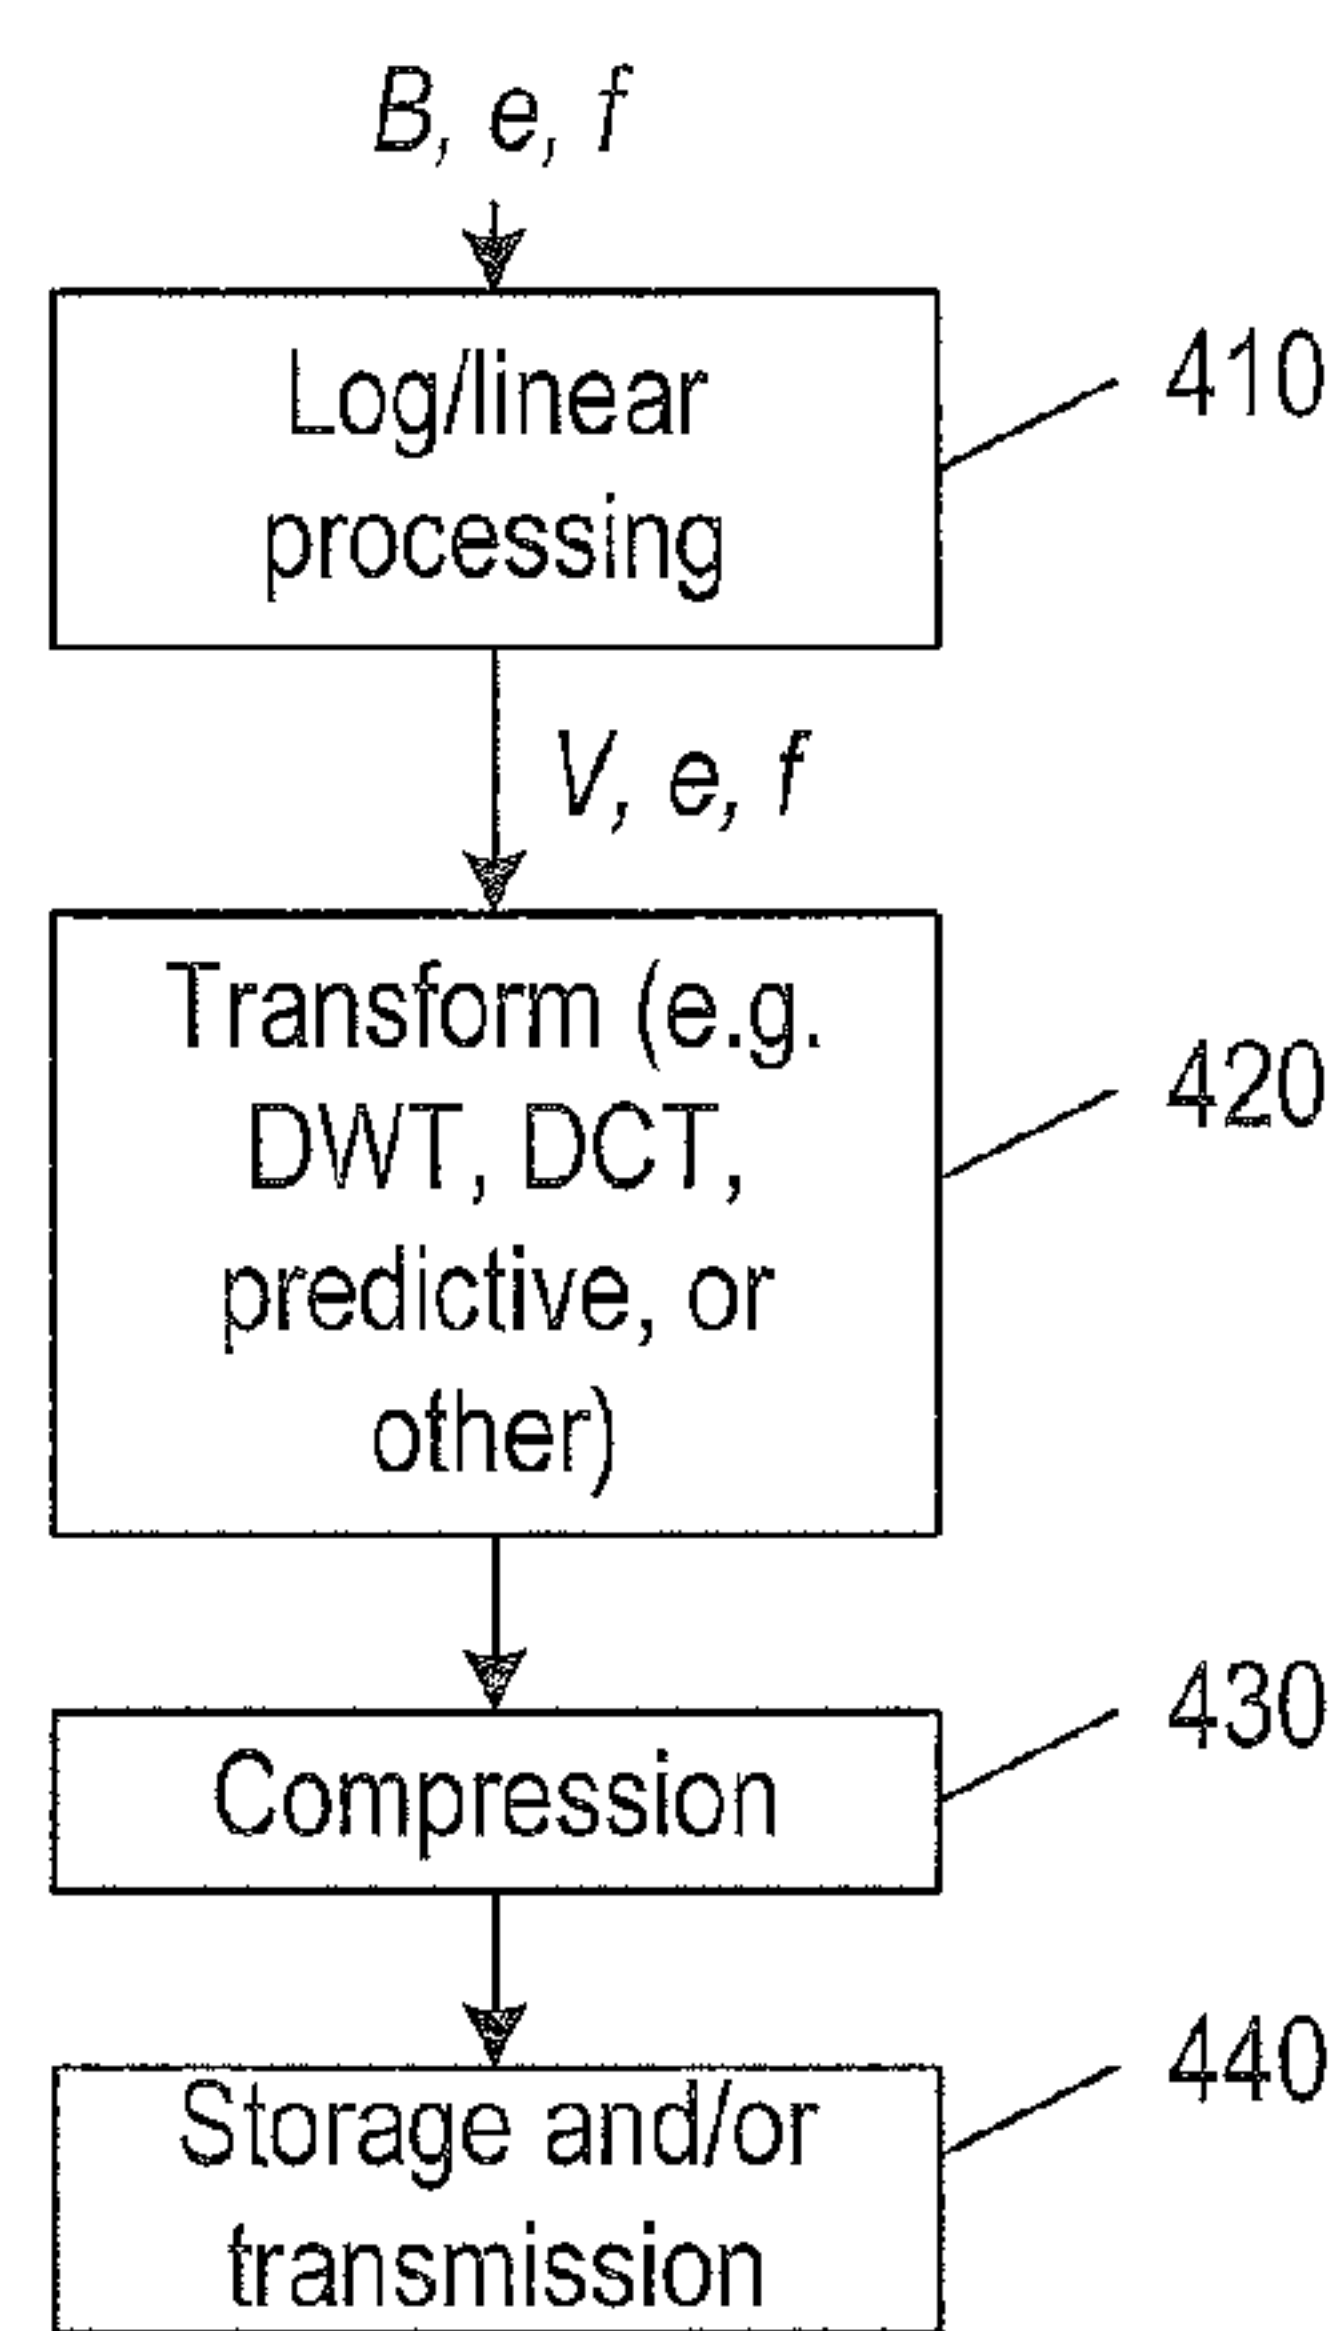 B, e, f
Log/linear
processing
410
V, e, f
Transform (e.g.
DWT, DCT,
predictive, or
other)
420
Compression
430
Storage and/or
transmission
440